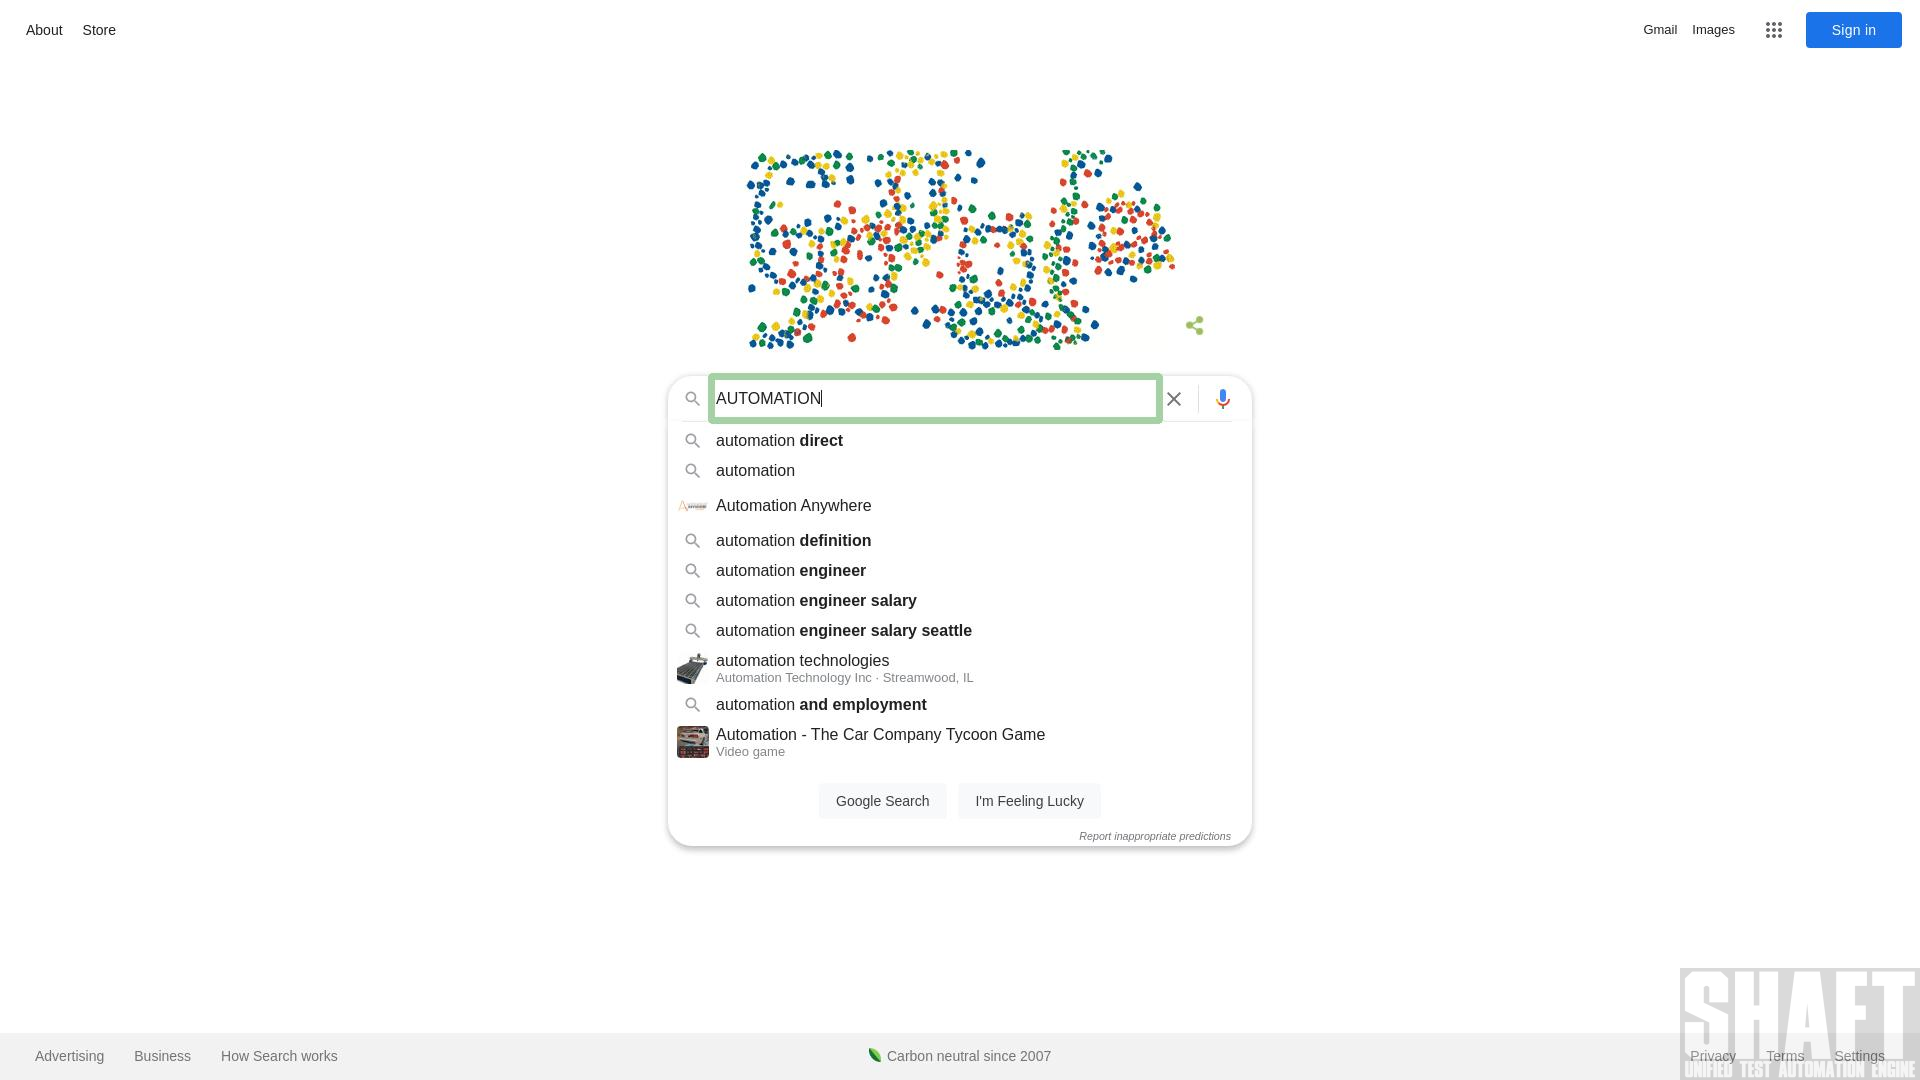 About Store
Gmail Images Sign in
AUTOMATION
automation direct
automation
Automation Anywhere
automation definition
automation engineer
automation engineer salary
automation engineer salary seattle
automation technologies
Automation Technology Inc · Streamwood, IL
automation and employment
Automation - The Car Company Tycoon Game
Video game
Google Search I'm Feeling Lucky
Report inappropriate predictions
SHAFT
Advertising Business How Search works Carbon neutral since 2007 Privacy Terms Settings
UNIFIED TEST AUTOMATION ENGINE